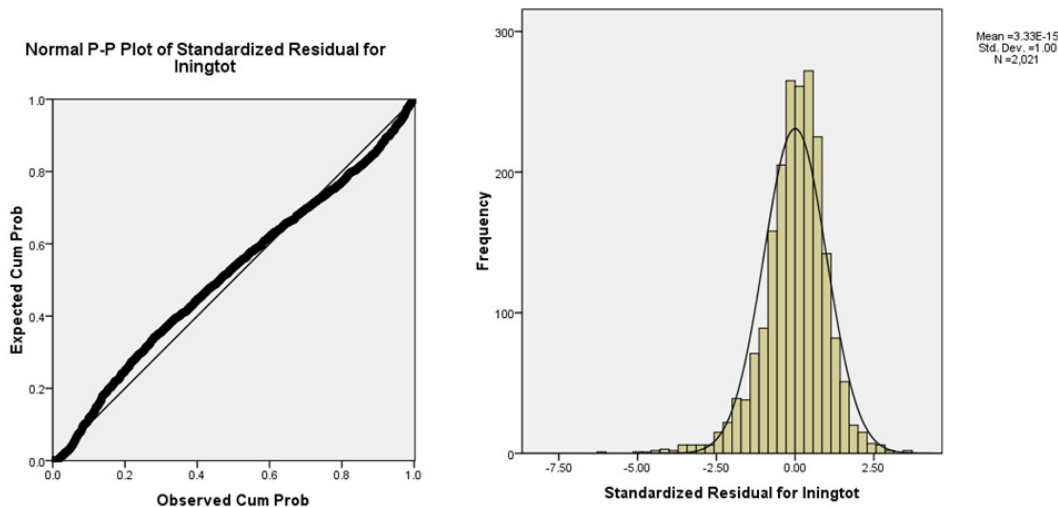 Normal P-P Plot of Standardized Residual for
Iningtot
1.0
0.8
0.6
0.4
0.2
0.0
0.0
0.2
0.4
0.6
0.8
1.0
Expected Cum Prob
Observed Cum Prob
300
200
100
0
-7.50
-5.00
-2.50
0.00
2.50
Frequency
Standardized Residual for Iningtot
Mean =3.33E-15
Std. Dev. =1.00
N =2,021